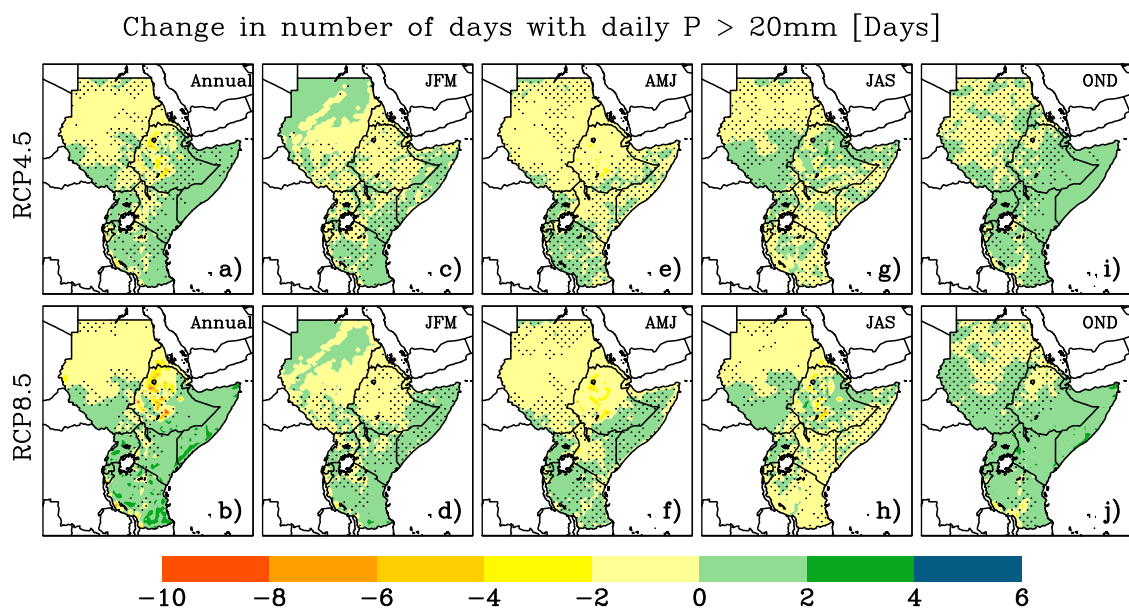 Change in number of days with daily P > 20mm [Days]
RCP4.5
Annual
a)
JFM
c)
AMJ
e)
JAS
g)
OND
i)
RCP8.5
Annual
b)
JFM
d)
AMJ
f)
JAS
h)
OND
j)
−10 −8 −6 −4 −2 0 2 4 6